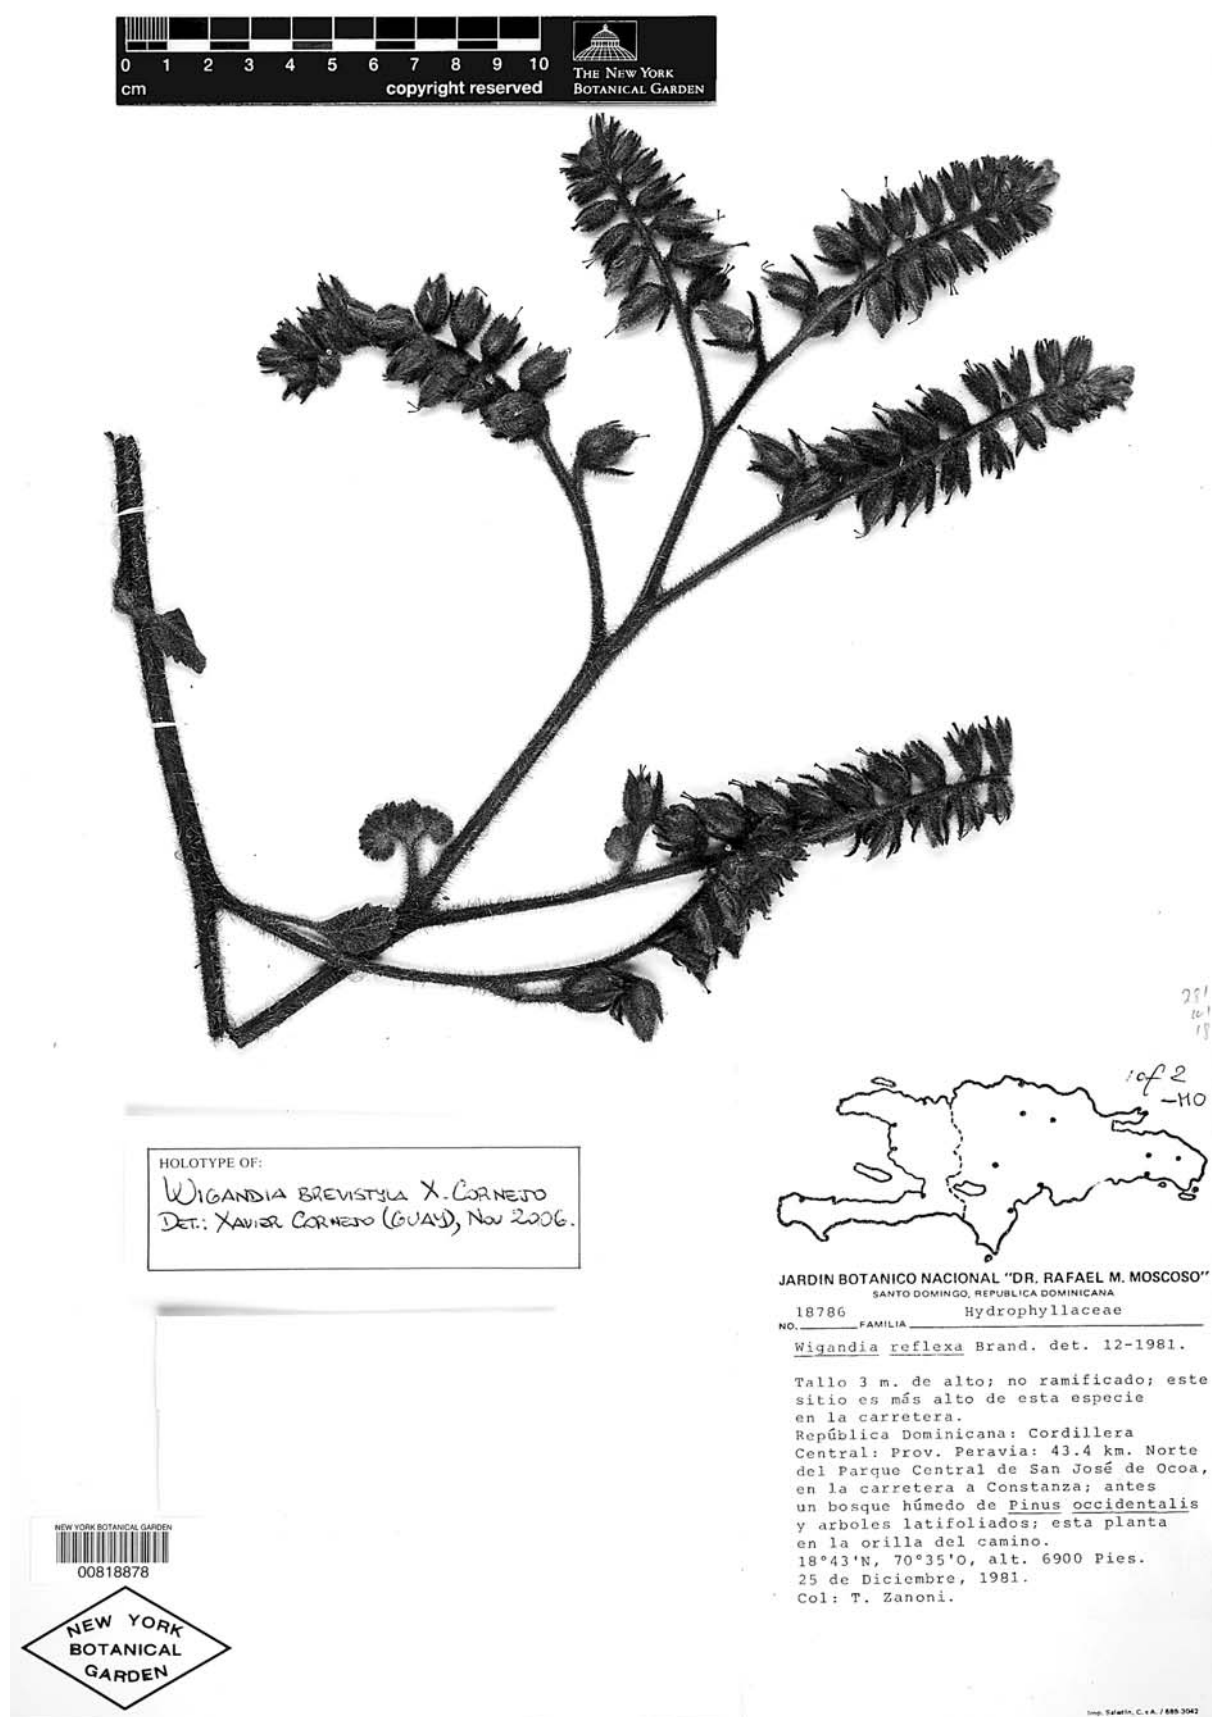 0 1 2 3 4 5 6 7 8 9 10
cm copyright reserved
THE NEW YORK
BOTANICAL GARDEN
1 of 2
-MO
HOLOTYPE OF:
WIGANDIA BREVISTYLA X. CORNEJO
DET.: XAVIER CORNEJO (GUAY), NOV 2006.
JARDIN BOTANICO NACIONAL "DR. RAFAEL M. MOSCOSO"
SANTO DOMINGO, REPUBLICA DOMINICANA
NO. 18786 FAMILIA Hydrophyllaceae
Wigandia reflexa Brand. det. 12-1981.
Tallo 3 m. de alto; no ramificado; este
sitio es más alto de esta especie
en la carretera.
República Dominicana: Cordillera
Central: Prov. Peravia: 43.4 km. Norte
del Parque Central de San José de Ocoa,
en la carretera a Constanza; antes
un bosque húmedo de Pinus occidentalis
y arboles latifoliados; esta planta
en la orilla del camino.
18°43'N, 70°35'O, alt. 6900 Pies.
25 de Diciembre, 1981.
Col: T. Zanoni.
NEW YORK BOTANICAL GARDEN
00818878
NEW YORK
BOTANICAL
GARDEN